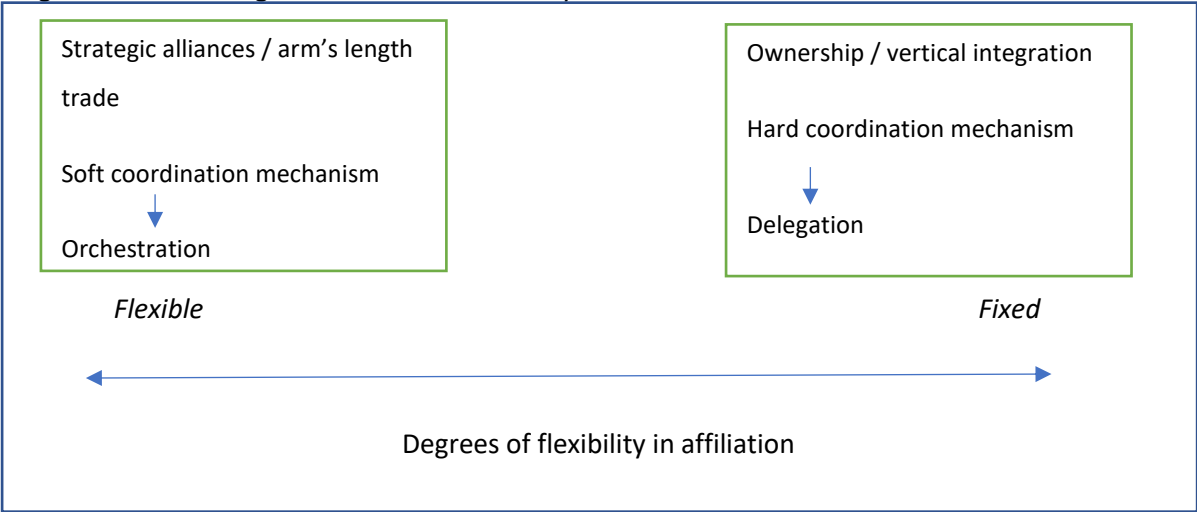 Strategic alliances / arm's length
trade
Soft coordination mechanism
Orchestration
Ownership / vertical integration
Hard coordination mechanism
Delegation
Flexible
Fixed
Degrees of flexibility in affiliation